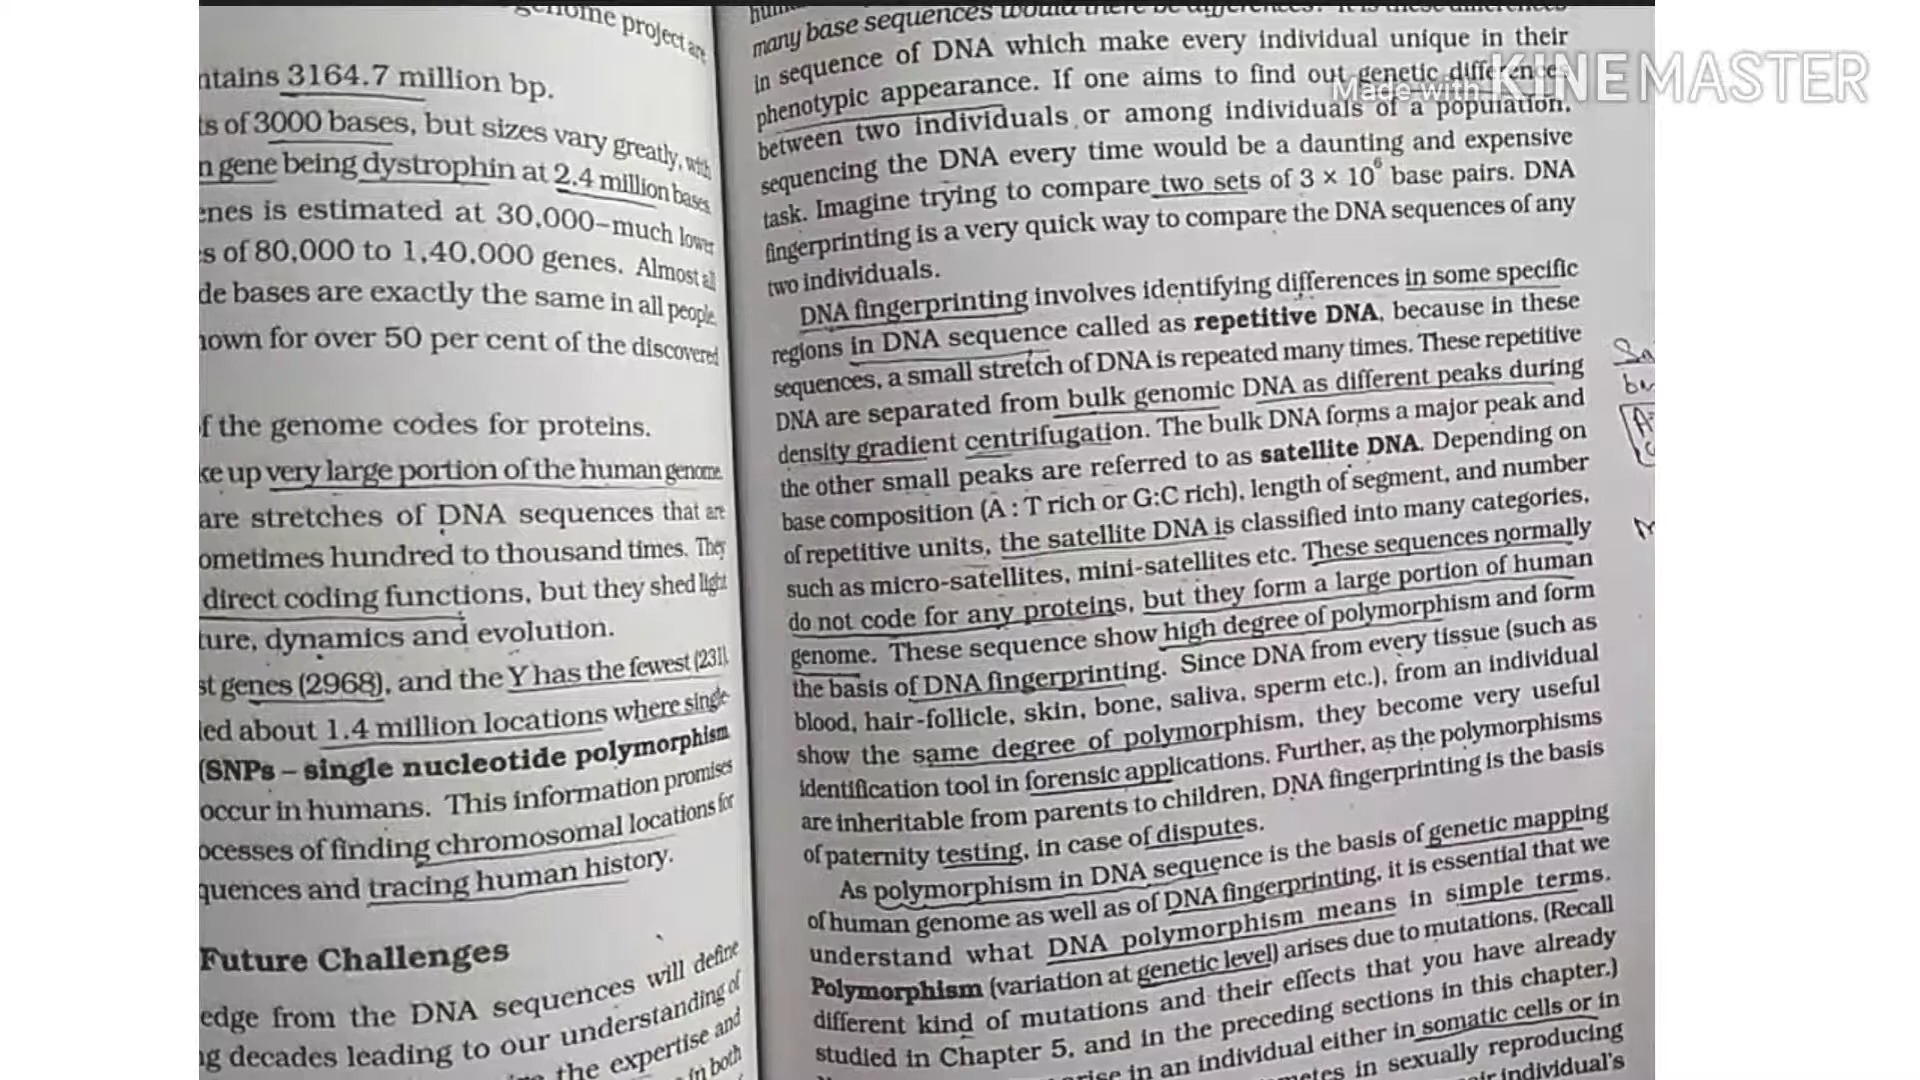 genome project are
ntains 3164.7 million bp.
ts of 3000 bases, but sizes vary greatly, with
n gene being dystrophin at 2.4 million bases.
enes is estimated at 30,000–much lower
s of 80,000 to 1,40,000 genes. Almost all
de bases are exactly the same in all people.
nown for over 50 per cent of the discovered
f the genome codes for proteins.
ke up very large portion of the human genome.
are stretches of DNA sequences that are
ometimes hundred to thousand times. They
direct coding functions, but they shed light
ture, dynamics and evolution.
st genes (2968), and the Y has the fewest (231).
ed about 1.4 million locations where single
(SNPs – single nucleotide polymorphism
occur in humans. This information promises
ocesses of finding chromosomal locations for
quences and tracing human history.
Future Challenges
edge from the DNA sequences will define
ng decades leading to our understanding of
the expertise and
in both
many base sequences would there be differences? It is these differences
in sequence of DNA which make every individual unique in their
phenotypic appearance. If one aims to find out genetic differences
between two individuals or among individuals of a population,
sequencing the DNA every time would be a daunting and expensive
task. Imagine trying to compare two sets of 3 × 10⁶ base pairs. DNA
fingerprinting is a very quick way to compare the DNA sequences of any
two individuals.
DNA fingerprinting involves identifying differences in some specific
regions in DNA sequence called as repetitive DNA, because in these
sequences, a small stretch of DNA is repeated many times. These repetitive
DNA are separated from bulk genomic DNA as different peaks during
density gradient centrifugation. The bulk DNA forms a major peak and
the other small peaks are referred to as satellite DNA. Depending on
base composition (A : T rich or G:C rich), length of segment, and number
of repetitive units, the satellite DNA is classified into many categories,
such as micro-satellites, mini-satellites etc. These sequences normally
do not code for any proteins, but they form a large portion of human
genome. These sequence show high degree of polymorphism and form
the basis of DNA fingerprinting. Since DNA from every tissue (such as
blood, hair-follicle, skin, bone, saliva, sperm etc.), from an individual
show the same degree of polymorphism, they become very useful
identification tool in forensic applications. Further, as the polymorphisms
are inheritable from parents to children, DNA fingerprinting is the basis
of paternity testing, in case of disputes.
As polymorphism in DNA sequence is the basis of genetic mapping
of human genome as well as of DNA fingerprinting, it is essential that we
understand what DNA polymorphism means in simple terms.
Polymorphism (variation at genetic level) arises due to mutations. (Recall
different kind of mutations and their effects that you have already
studied in Chapter 5, and in the preceding sections in this chapter.)
in an individual either in somatic cells or in
in sexually reproducing
individual's
Made with KINEMASTER